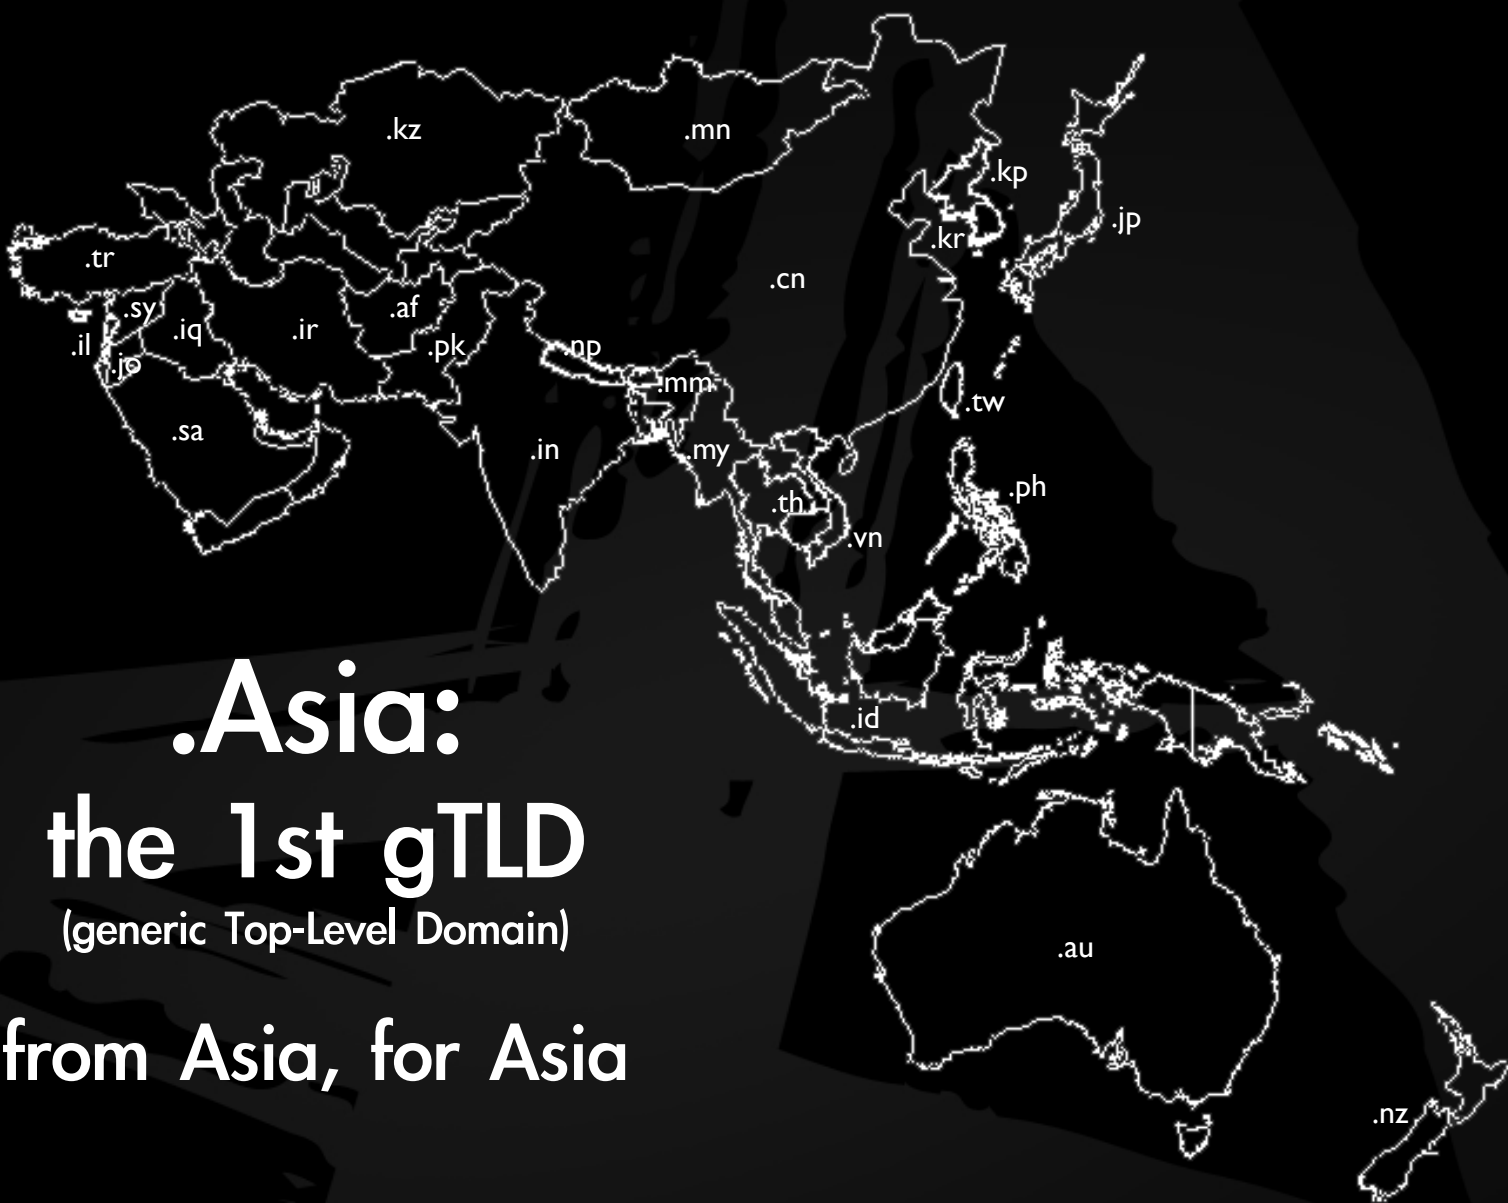 .kz
.mn
.kp
.jp
.tr
.kr
.cn
.sy
.af
.iq
.ir
.il
.pk
.np
.jo
.mm
.tw
.sa
.in
.my
.ph
.th
.vn
.id
.Asia:
the 1st gTLD
(generic Top-Level Domain)
.au
from Asia, for Asia
.nz